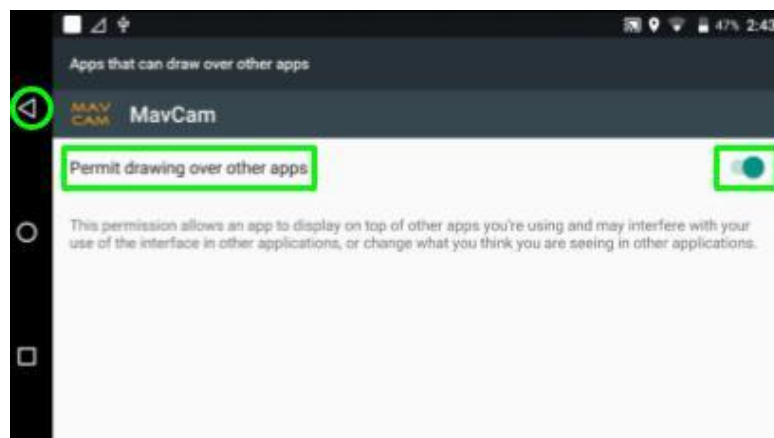 47% 2:43
Apps that can draw over other apps
MAV
CAM
MavCam
Permit drawing over other apps
This permission allows an app to display on top of other apps you're using and may interfere with your
use of the interface in other applications, or change what you think you are seeing in other applications.